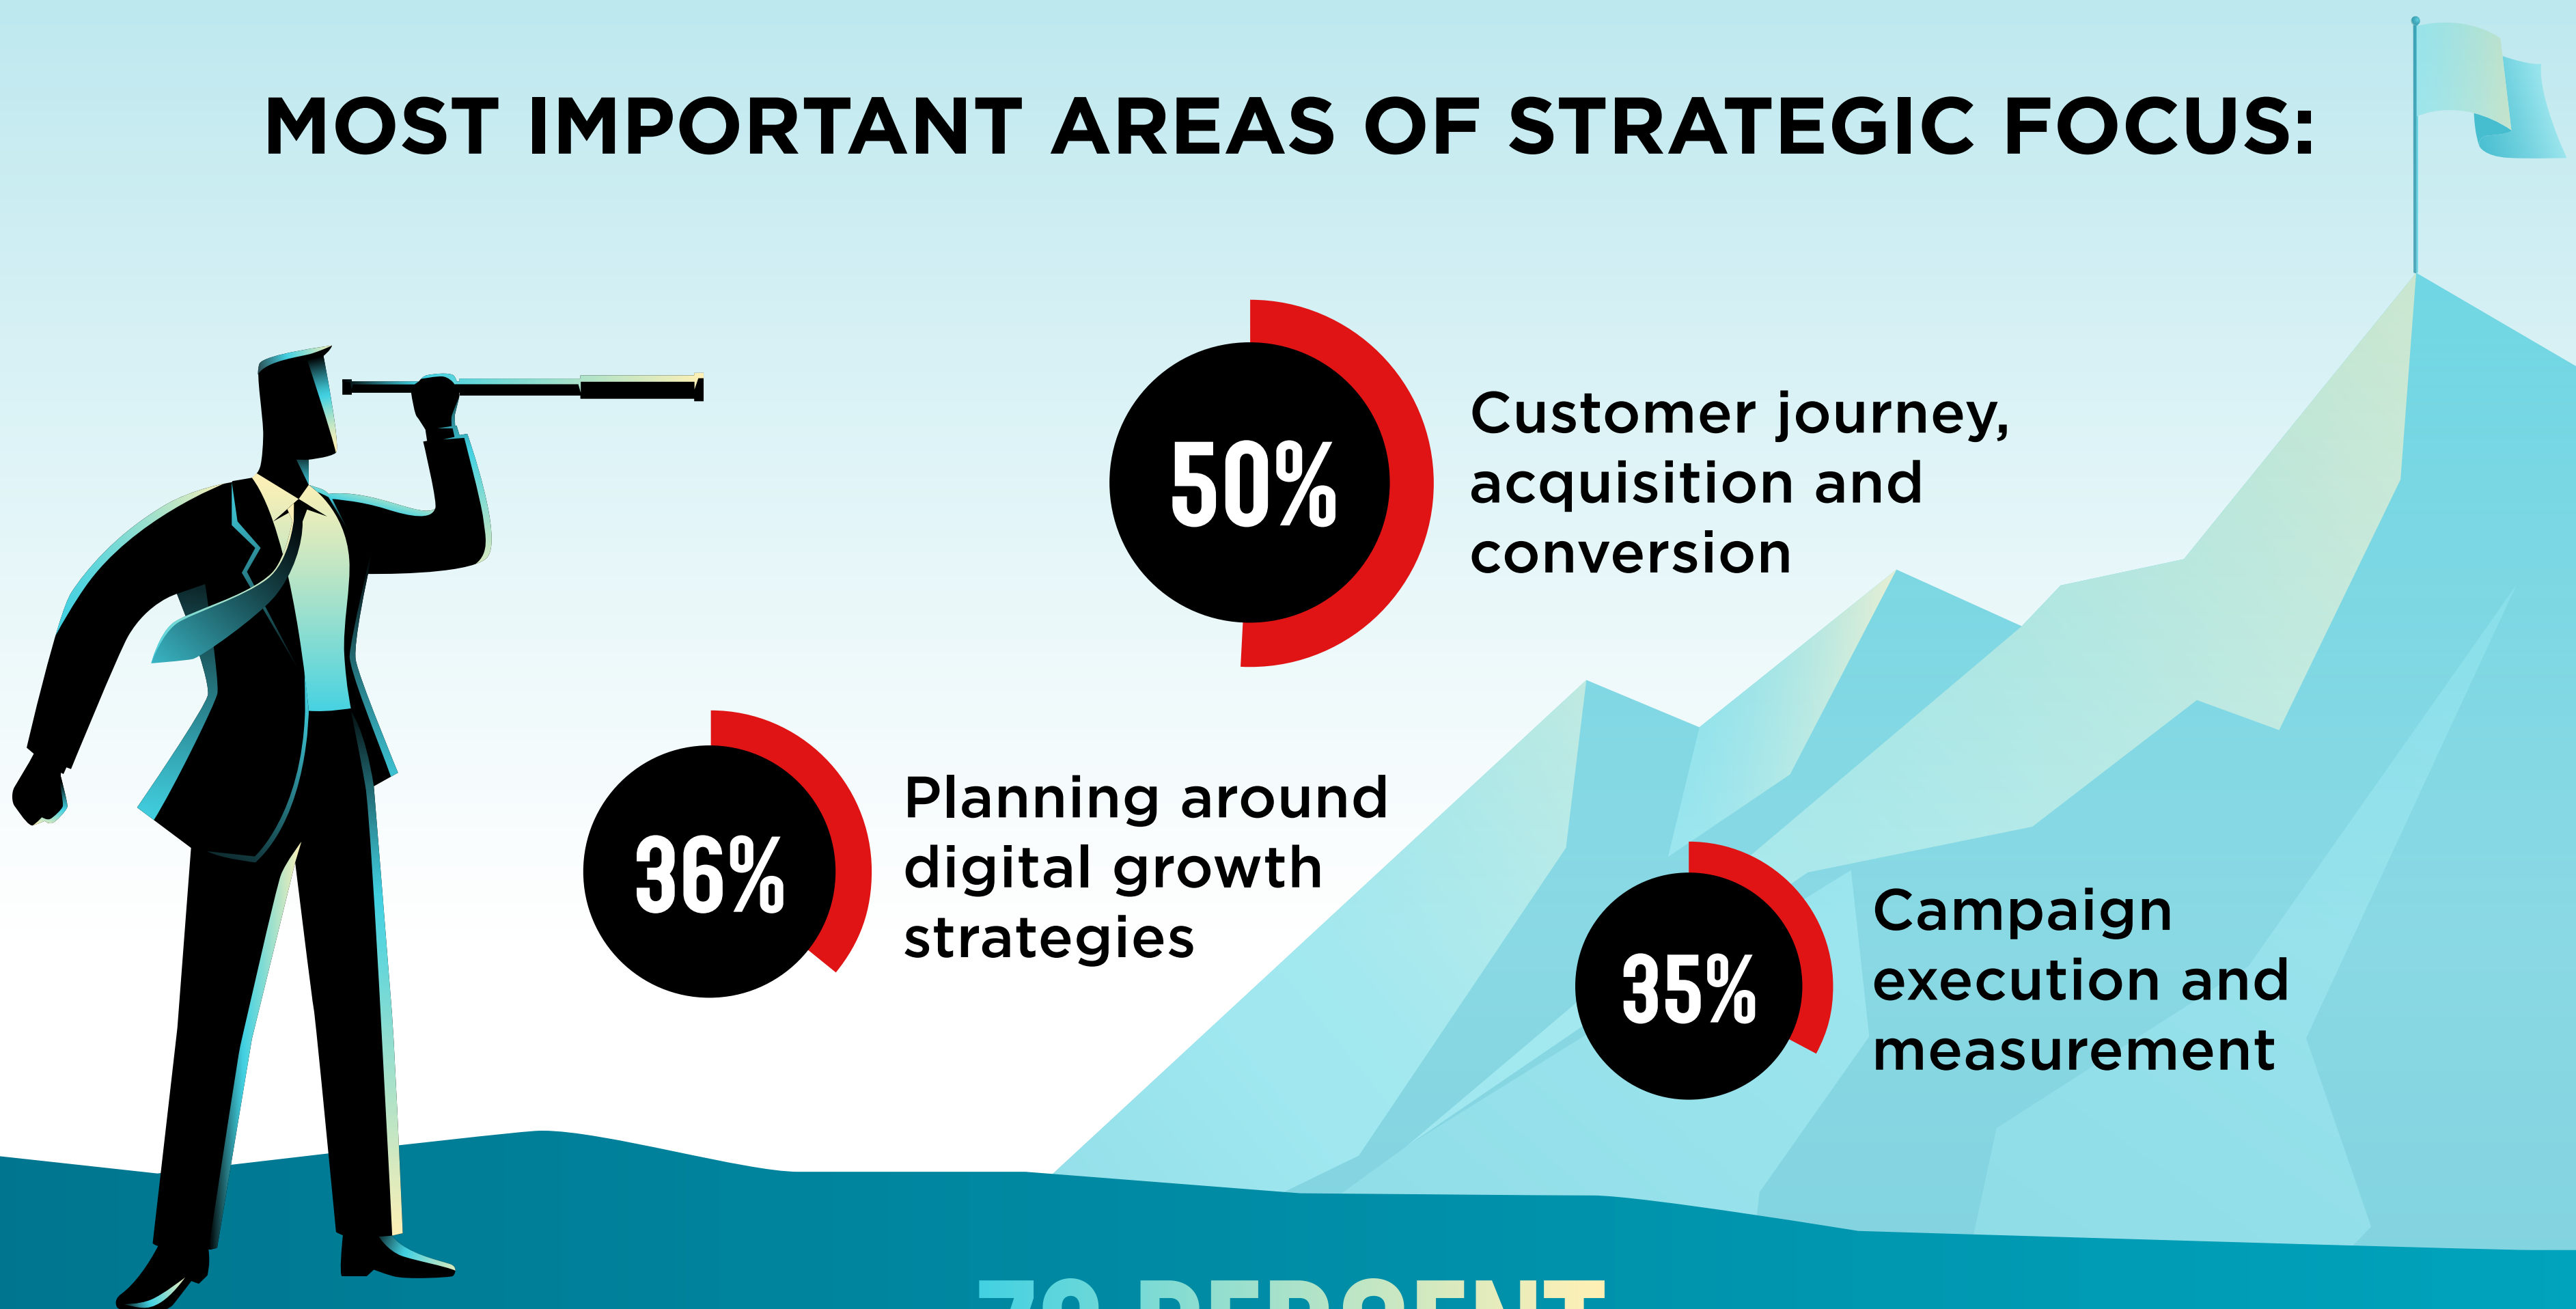 MOST IMPORTANT AREAS OF STRATEGIC FOCUS:
50%
Customer journey,
acquisition and
conversion
36%
Planning around
digital growth
strategies
35%
Campaign
execution and
measurement
PERCENT